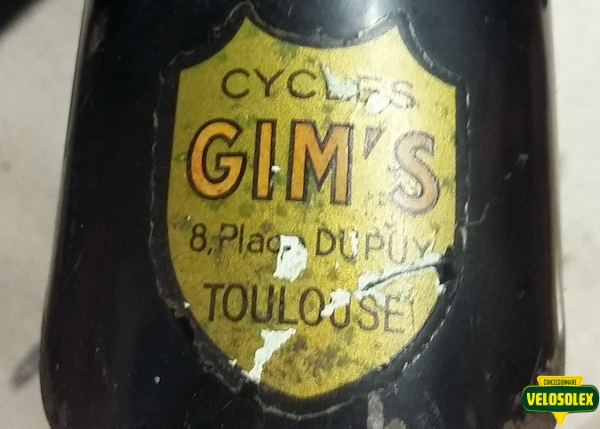 CYCLES
GIM'S
8, Place DUPUY
TOULOUSE
CONCESSIONNAIRE
VELOSOLEX